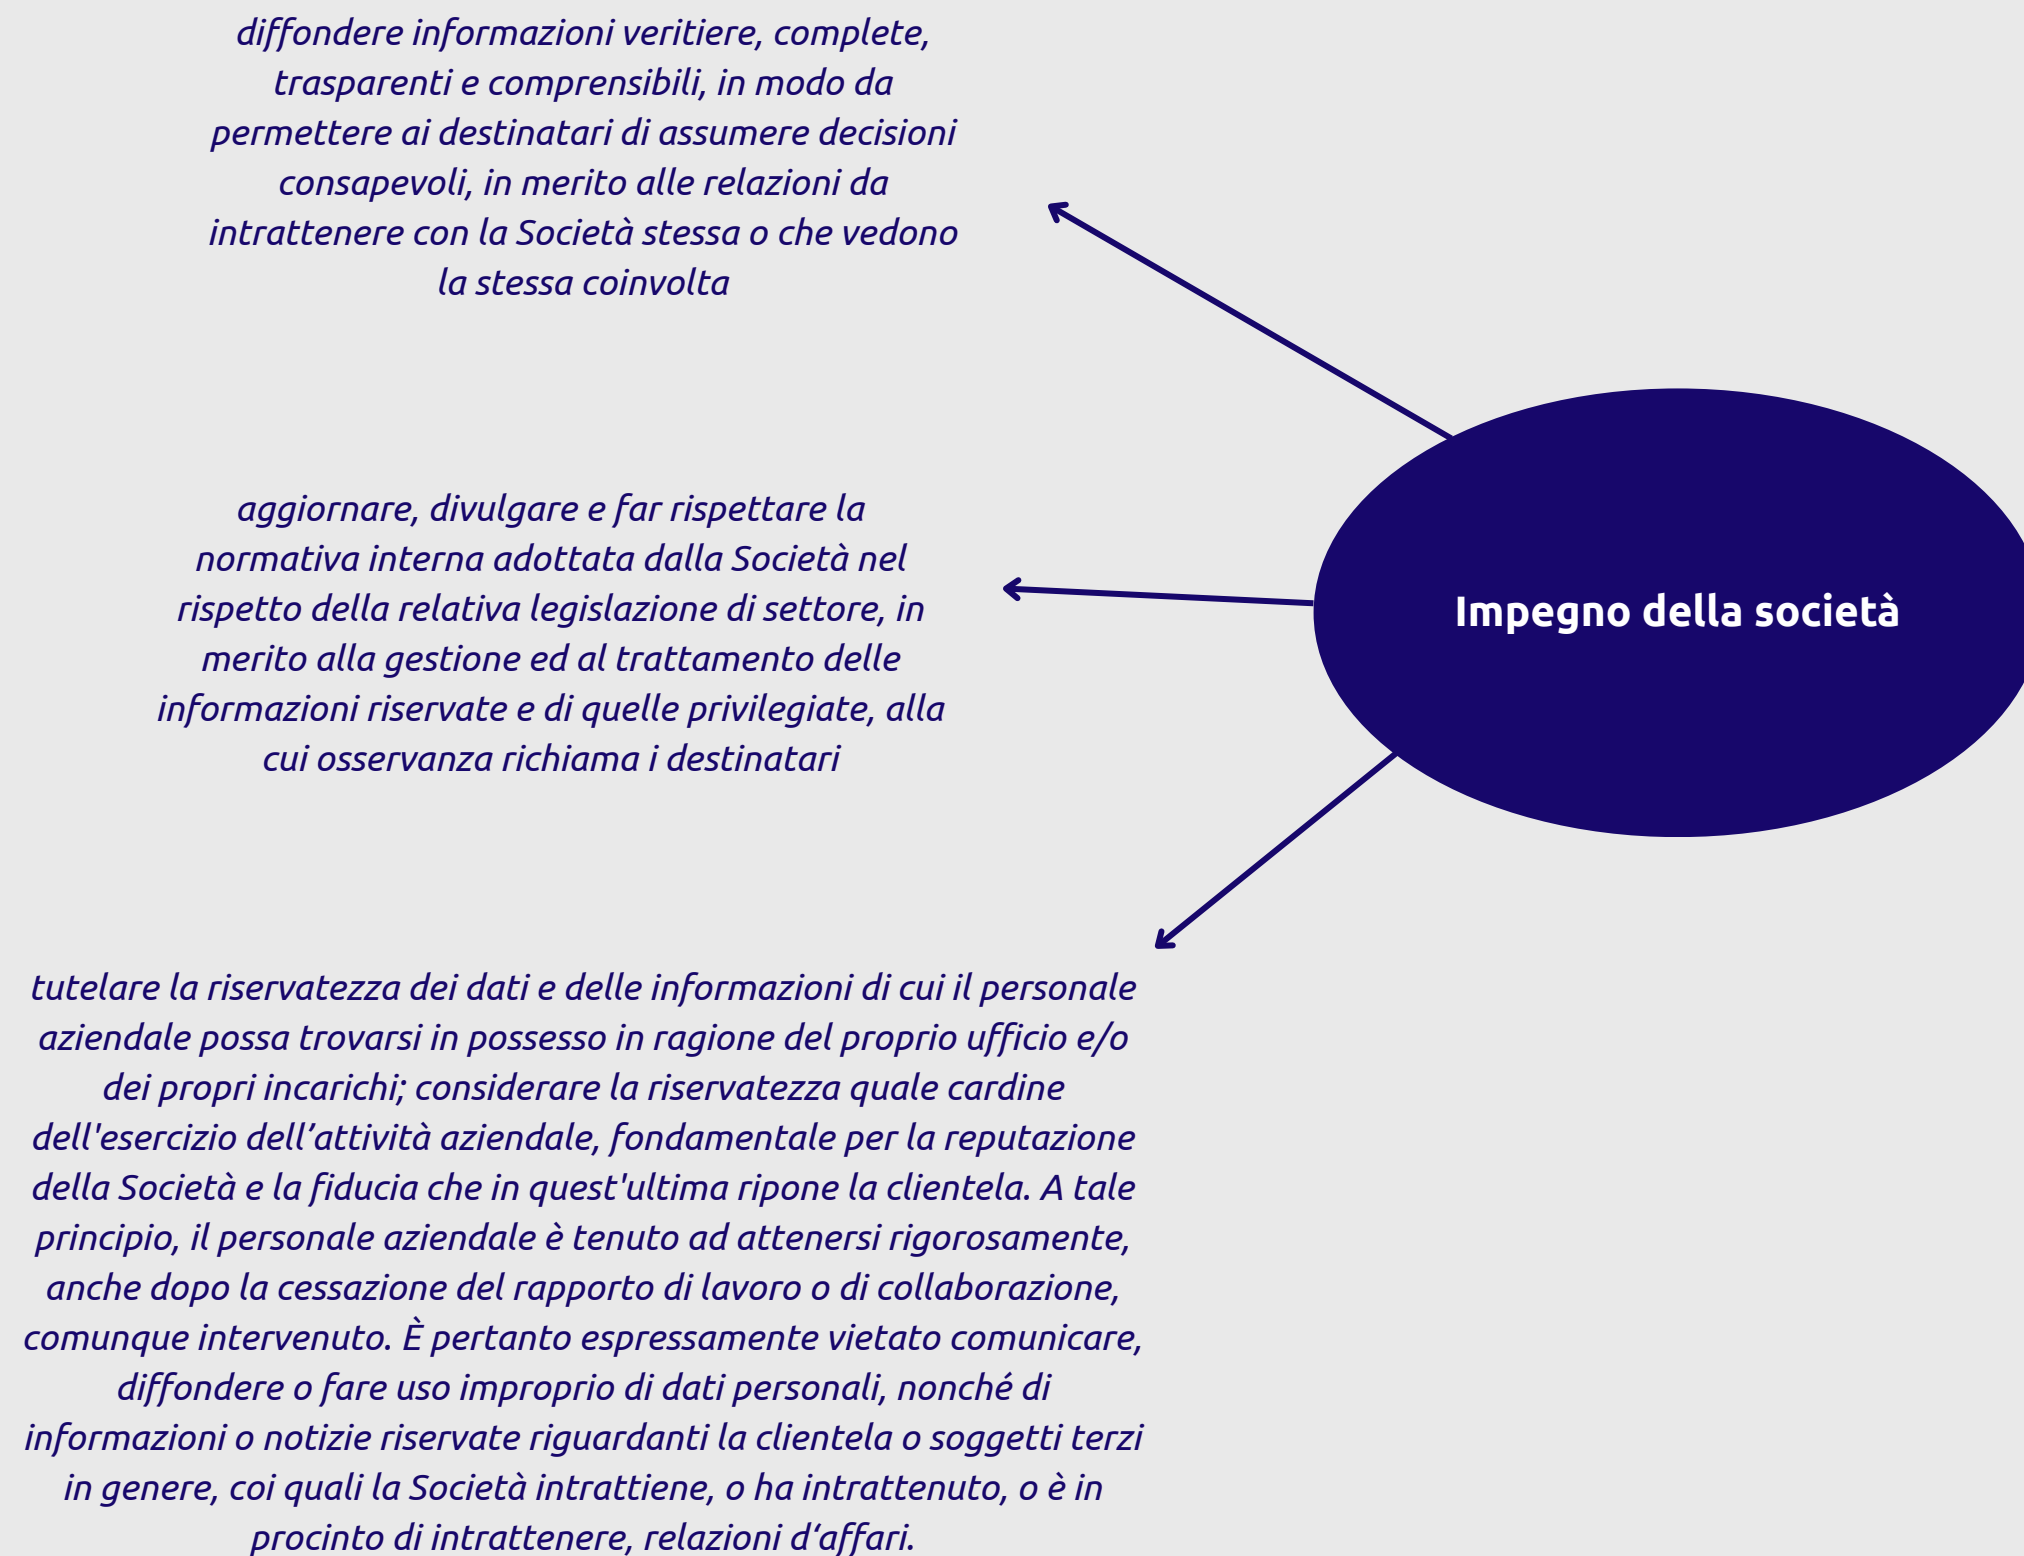 diffondere informazioni veritiere, complete,
trasparenti e comprensibili, in modo da
permettere ai destinatari di assumere decisioni
consapevoli, in merito alle relazioni da
intrattenere con la Società stessa o che vedono
la stessa coinvolta
aggiornare, divulgare e far rispettare la
normativa interna adottata dalla Società nel
rispetto della relativa legislazione di settore, in
merito alla gestione ed al trattamento delle
informazioni riservate e di quelle privilegiate, alla
cui osservanza richiama i destinatari
Impegno della società
tutelare la riservatezza dei dati e delle informazioni di cui il personale
aziendale possa trovarsi in possesso in ragione del proprio ufficio e/o
dei propri incarichi; considerare la riservatezza quale cardine
dell'esercizio dell’attività aziendale, fondamentale per la reputazione
della Società e la fiducia che in quest'ultima ripone la clientela. A tale
principio, il personale aziendale è tenuto ad attenersi rigorosamente,
anche dopo la cessazione del rapporto di lavoro o di collaborazione,
comunque intervenuto. È pertanto espressamente vietato comunicare,
diffondere o fare uso improprio di dati personali, nonché di
informazioni o notizie riservate riguardanti la clientela o soggetti terzi
in genere, coi quali la Società intrattiene, o ha intrattenuto, o è in
procinto di intrattenere, relazioni d‘affari.